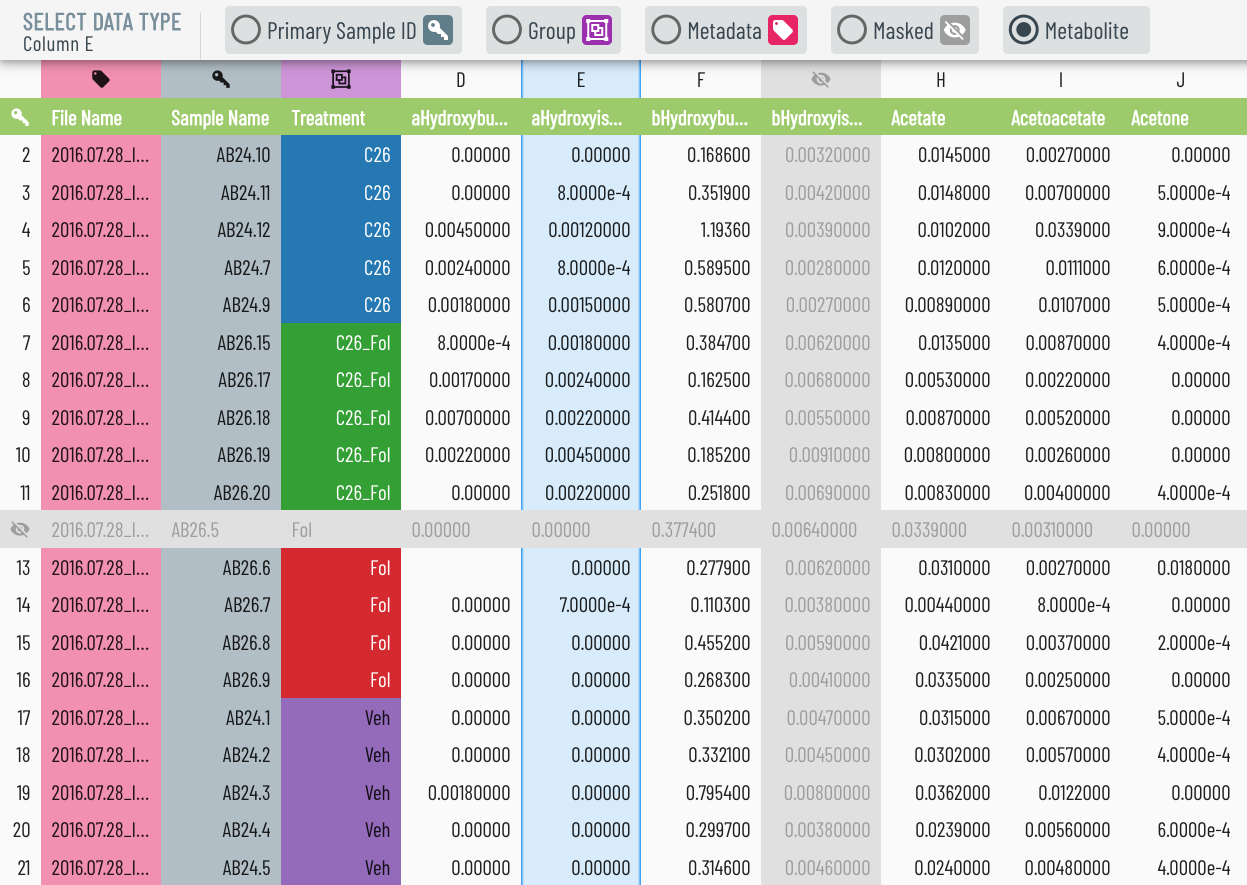 SELECT DATA TYPE
Column E
Primary Sample ID Group Metadata Masked Metabolite
D E F H I J
File Name Sample Name Treatment aHydroxybu... aHydroxyis... bHydroxybu... bHydroxyis... Acetate Acetoacetate Acetone
2 2016.07.28_I... AB24.10 C26 0.00000 0.00000 0.168600 0.00320000 0.0145000 0.00270000 0.00000
3 2016.07.28_I... AB24.11 C26 0.00000 8.0000e-4 0.351900 0.00420000 0.0148000 0.00700000 5.0000e-4
4 2016.07.28_I... AB24.12 C26 0.00450000 0.00120000 1.19360 0.00390000 0.0102000 0.0339000 9.0000e-4
5 2016.07.28_I... AB24.7 C26 0.00240000 8.0000e-4 0.589500 0.00280000 0.0120000 0.0111000 6.0000e-4
6 2016.07.28_I... AB24.9 C26 0.00180000 0.00150000 0.580700 0.00270000 0.00890000 0.0107000 5.0000e-4
7 2016.07.28_I... AB26.15 C26_Fol 8.0000e-4 0.00180000 0.384700 0.00620000 0.0135000 0.00870000 4.0000e-4
8 2016.07.28_I... AB26.17 C26_Fol 0.00170000 0.00240000 0.162500 0.00680000 0.00530000 0.00220000 0.00000
9 2016.07.28_I... AB26.18 C26_Fol 0.00700000 0.00220000 0.414400 0.00550000 0.00870000 0.00520000 0.00000
10 2016.07.28_I... AB26.19 C26_Fol 0.00220000 0.00450000 0.185200 0.00910000 0.00800000 0.00260000 0.00000
11 2016.07.28_I... AB26.20 C26_Fol 0.00000 0.00220000 0.251800 0.00690000 0.00830000 0.00400000 4.0000e-4
2016.07.28_I... AB26.5 Fol 0.00000 0.00000 0.377400 0.00640000 0.0339000 0.00310000 0.00000
13 2016.07.28_I... AB26.6 Fol 0.00000 0.277900 0.00620000 0.0310000 0.00270000 0.0180000
14 2016.07.28_I... AB26.7 Fol 0.00000 7.0000e-4 0.110300 0.00380000 0.00440000 8.0000e-4 0.00000
15 2016.07.28_I... AB26.8 Fol 0.00000 0.00000 0.455200 0.00590000 0.0421000 0.00370000 2.0000e-4
16 2016.07.28_I... AB26.9 Fol 0.00000 0.00000 0.268300 0.00410000 0.0335000 0.00250000 0.00000
17 2016.07.28_I... AB24.1 Veh 0.00000 0.00000 0.350200 0.00470000 0.0315000 0.00670000 5.0000e-4
18 2016.07.28_I... AB24.2 Veh 0.00000 0.00000 0.332100 0.00450000 0.0302000 0.00570000 4.0000e-4
19 2016.07.28_I... AB24.3 Veh 0.00180000 0.00000 0.795400 0.00800000 0.0362000 0.0122000 0.00000
20 2016.07.28_I... AB24.4 Veh 0.00000 0.00000 0.299700 0.00380000 0.0239000 0.00560000 6.0000e-4
21 2016.07.28_I... AB24.5 Veh 0.00000 0.00000 0.314600 0.00460000 0.0240000 0.00480000 4.0000e-4